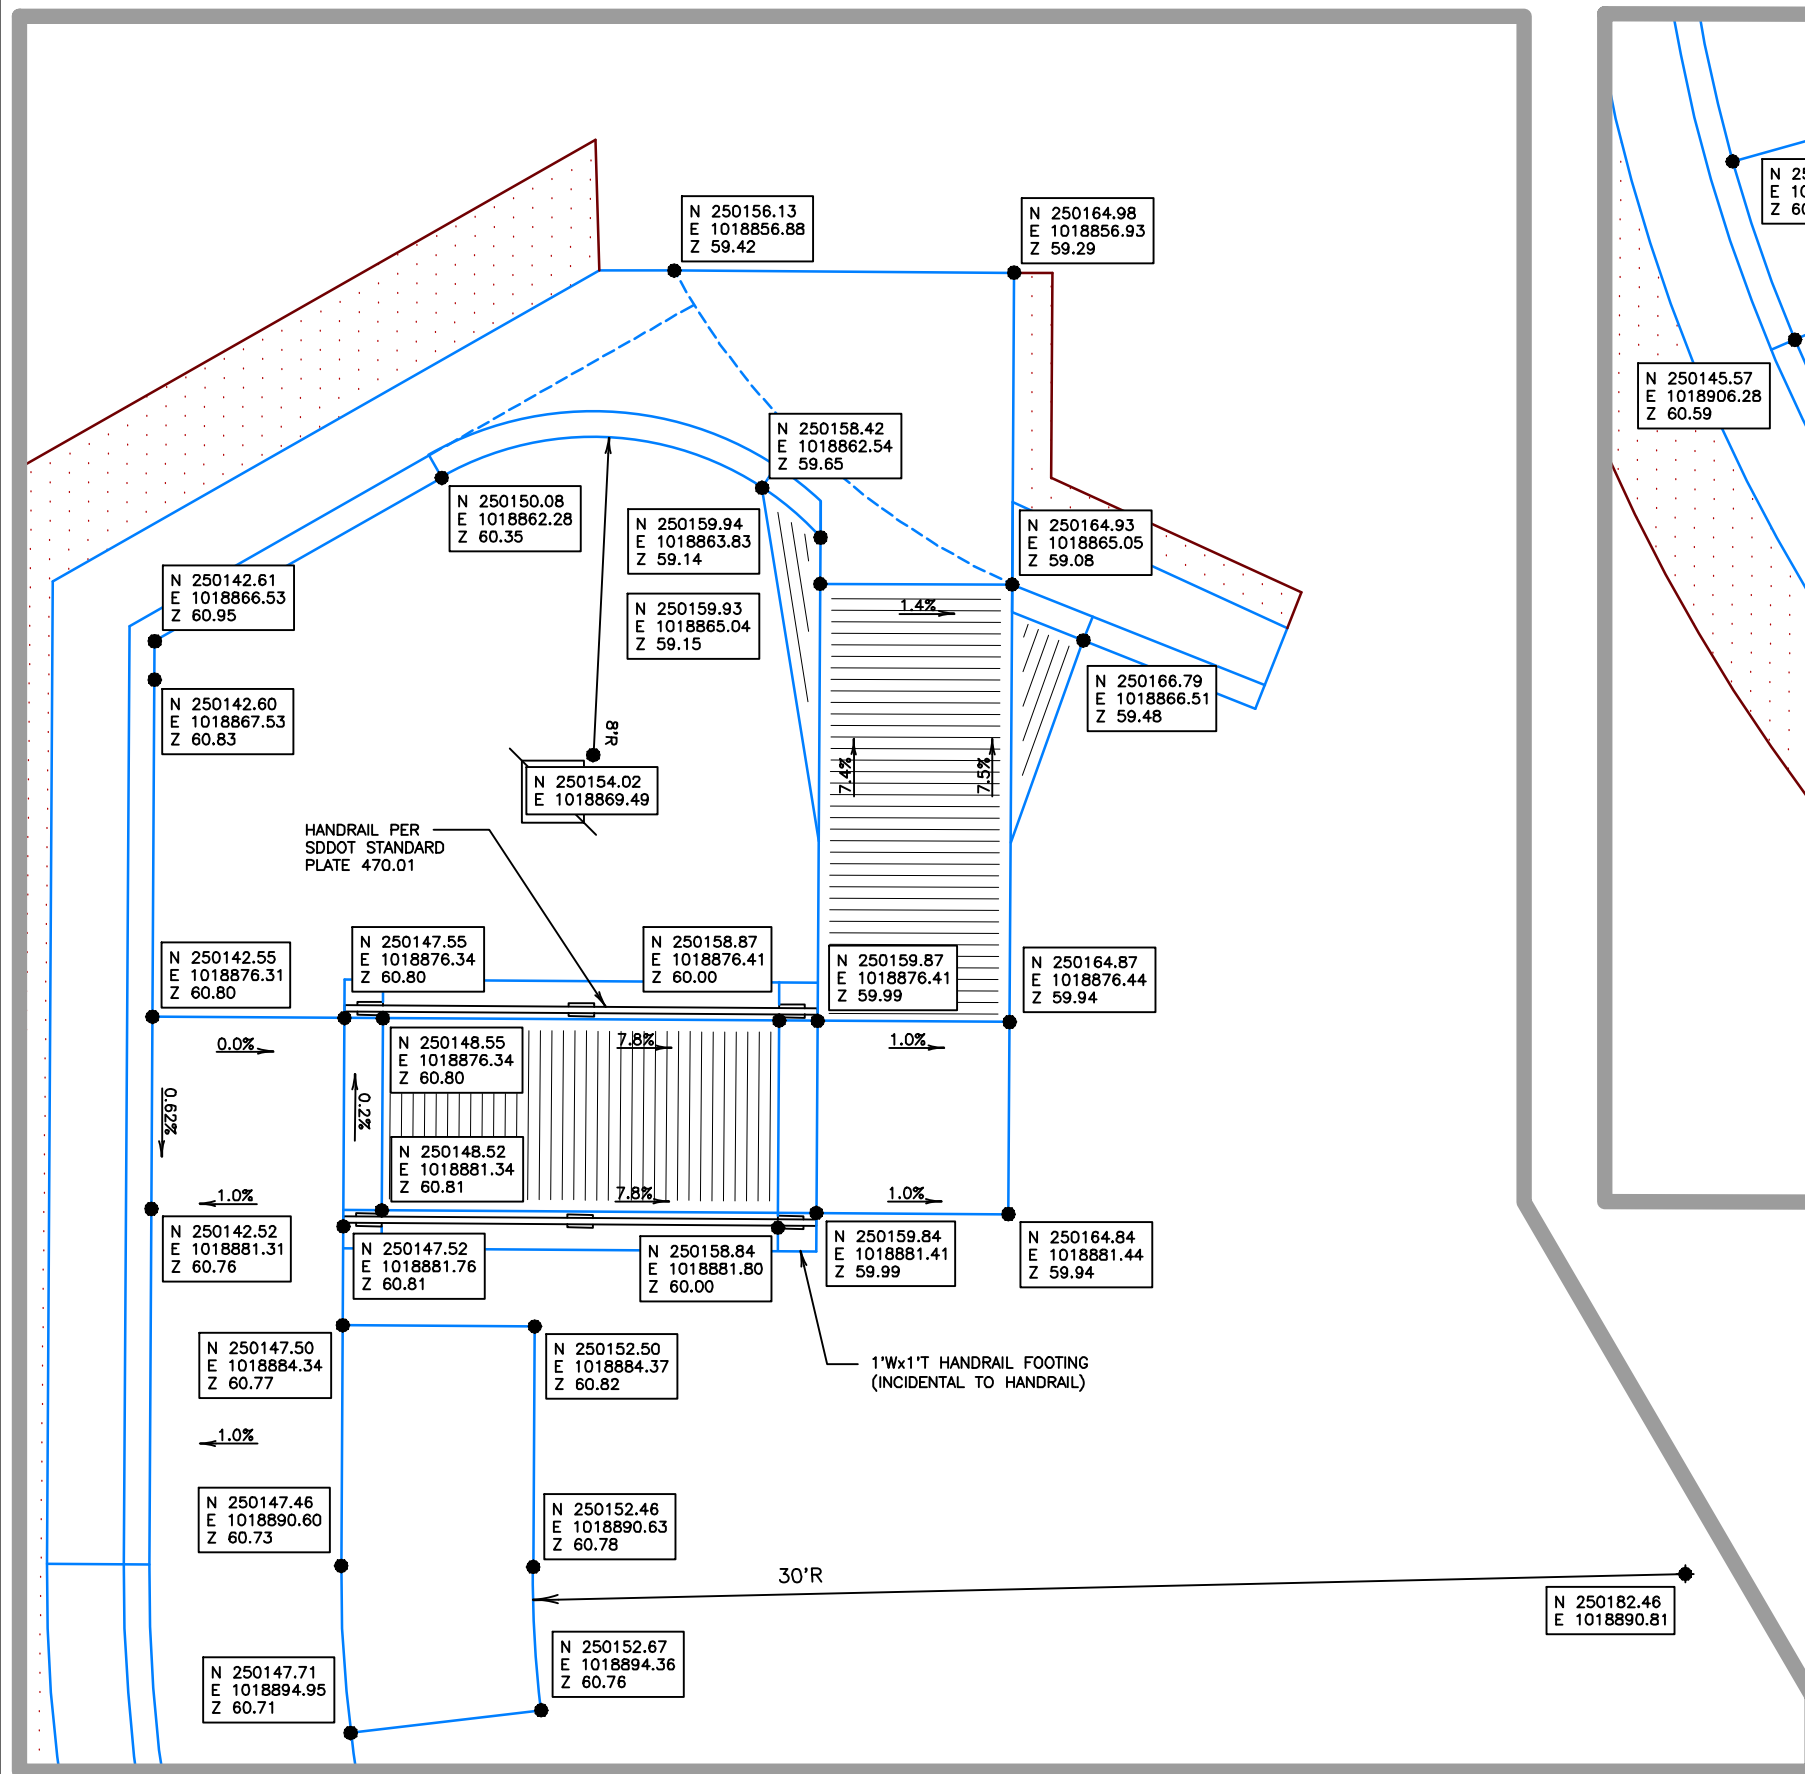 N 250156.13
E 1018856.88
Z 59.42
N 250164.98
E 1018856.93
Z 59.29
N 250158.42
E 1018862.54
Z 59.65
N 250150.08
E 1018862.28
Z 60.35
N 250159.94
E 1018863.83
Z 59.14
N 250164.93
E 1018865.05
Z 59.08
N 250142.61
E 1018866.53
Z 60.95
N 250159.93
E 1018865.04
Z 59.15
1.4%
N 250142.60
E 1018867.53
Z 60.83
N 250166.79
E 1018866.51
Z 59.48
8'R
7.4%
7.5%
N 250154.02
E 1018869.49
HANDRAIL PER
SDDOT STANDARD
PLATE 470.01
N 250142.55
E 1018876.31
Z 60.80
N 250147.55
E 1018876.34
Z 60.80
N 250158.87
E 1018876.41
Z 60.00
N 250159.87
E 1018876.41
Z 59.99
N 250164.87
E 1018876.44
Z 59.94
0.0%
N 250148.55
E 1018876.34
Z 60.80
7.8%
1.0%
0.62%
0.2%
N 250148.52
E 1018881.34
Z 60.81
1.0%
7.8%
1.0%
N 250142.52
E 1018881.31
Z 60.76
N 250147.52
E 1018881.76
Z 60.81
N 250158.84
E 1018881.80
Z 60.00
N 250159.84
E 1018881.41
Z 59.99
N 250164.84
E 1018881.44
Z 59.94
N 250147.50
E 1018884.34
Z 60.77
N 250152.50
E 1018884.37
Z 60.82
1'Wx1'T HANDRAIL FOOTING
(INCIDENTAL TO HANDRAIL)
1.0%
N 250147.46
E 1018890.60
Z 60.73
N 250152.46
E 1018890.63
Z 60.78
30'R
N 250182.46
E 1018890.81
N 250147.71
E 1018894.95
Z 60.71
N 250152.67
E 1018894.36
Z 60.76
N 250145.57
E 1018906.28
Z 60.59